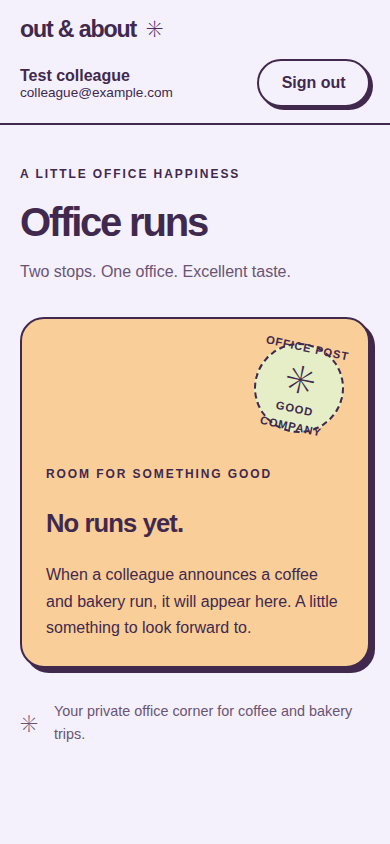 out & about
Test colleague
colleague@example.com
Sign out
A LITTLE OFFICE HAPPINESS
Office runs
Two stops. One office. Excellent taste.
OFFICE POST
GOOD
COMPANY
ROOM FOR SOMETHING GOOD
No runs yet.
When a colleague announces a coffee
and bakery run, it will appear here. A little
something to look forward to.
Your private office corner for coffee and bakery
trips.